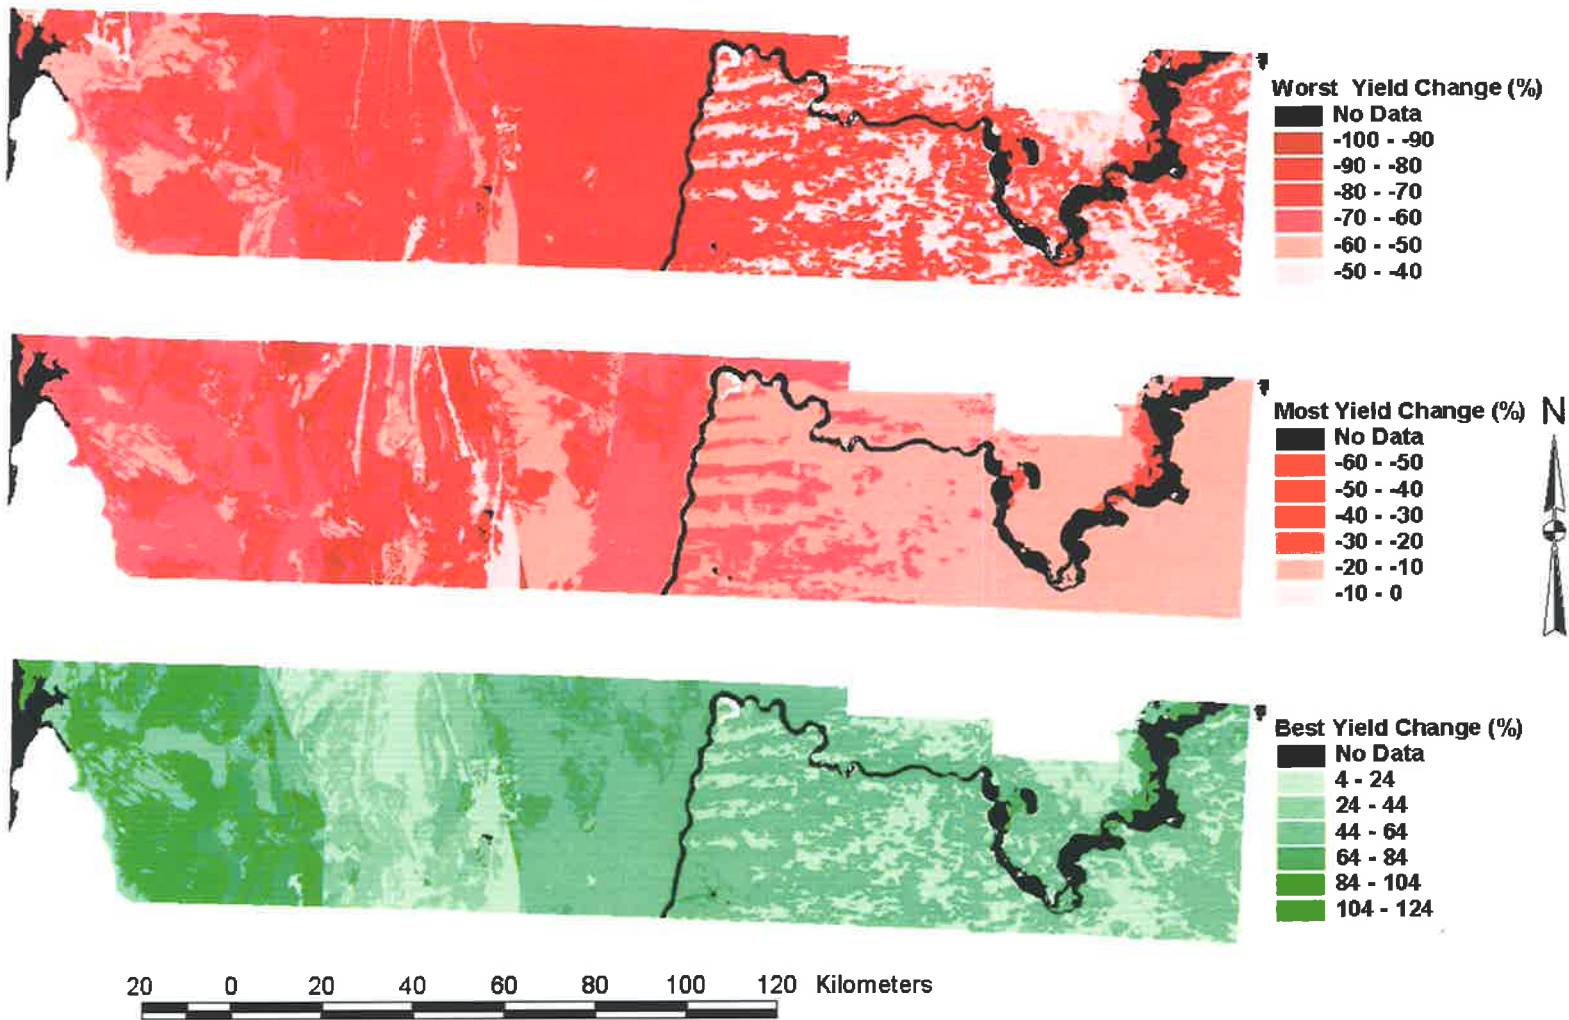 Worst Yield Change (%)
No Data
-100 - -90
-90 - -80
-80 - -70
-70 - -60
-60 - -50
-50 - -40
Most Yield Change (%)
N
No Data
-60 - -50
-50 - -40
-40 - -30
-30 - -20
-20 - -10
-10 - 0
Best Yield Change (%)
No Data
4 - 24
24 - 44
44 - 64
64 - 84
84 - 104
104 - 124
20 0 20 40 60 80 100 120 Kilometers